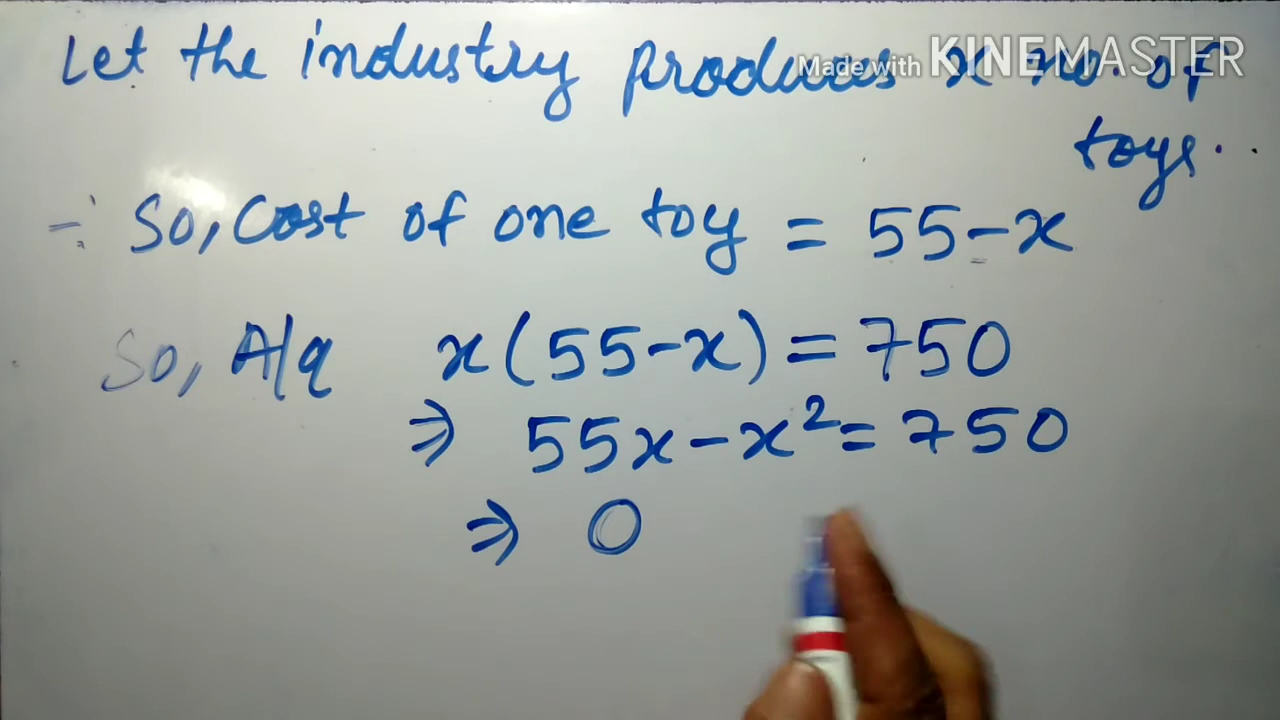 Let the industry produces x no. of
toys..
Made with KINEMASTER
∴ So, Cost of one toy = 55-x
So, A/q x(55-x) = 750
⇒ 55x-x²=750
⇒ 0